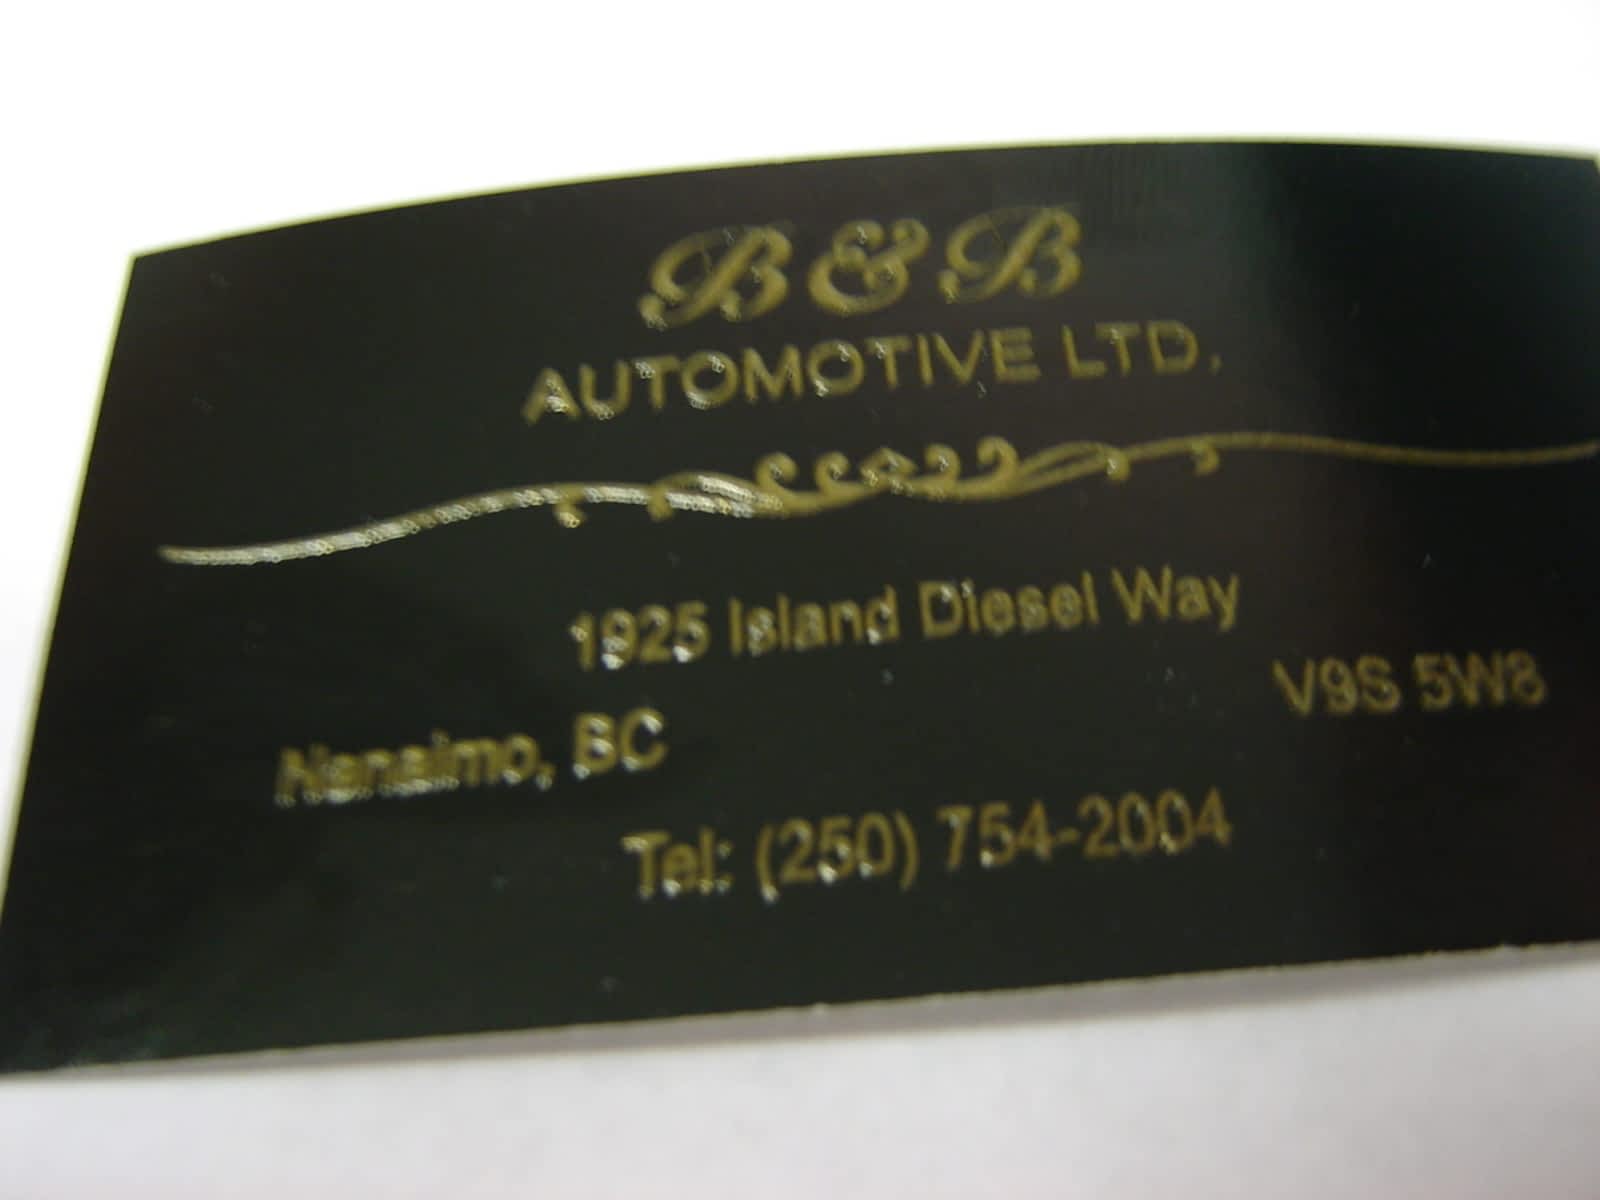 B & B
AUTOMOTIVE LTD.
1925 Island Diesel Way
Nanaimo, BC V9S 5W8
Tel: (250) 754-2004